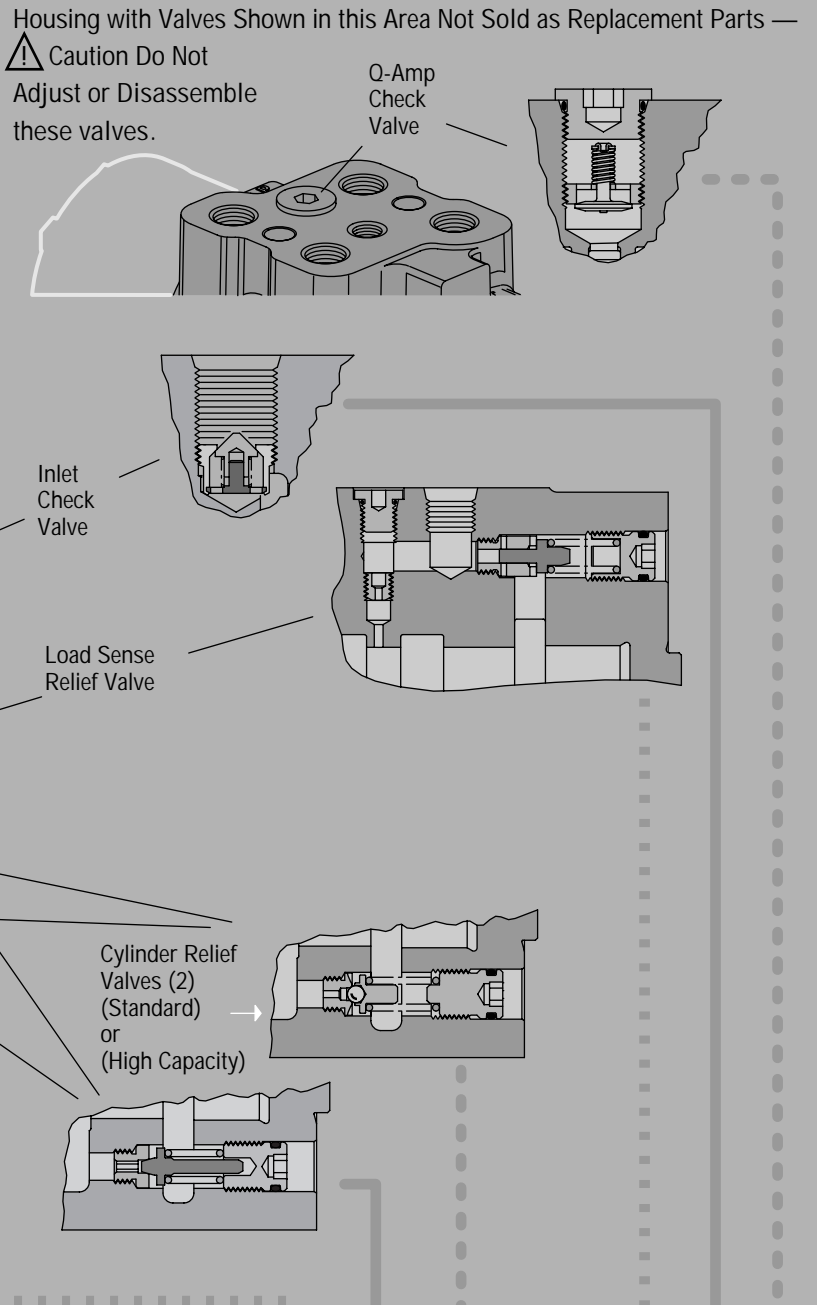 Housing with Valves Shown in this Area Not Sold as Replacement Parts —
Caution Do Not
Adjust or Disassemble
these valves.
Q-Amp
Check
Valve
Inlet
Check
Valve
Load Sense
Relief Valve
Cylinder Relief
Valves (2)
(Standard)
or
(High Capacity)